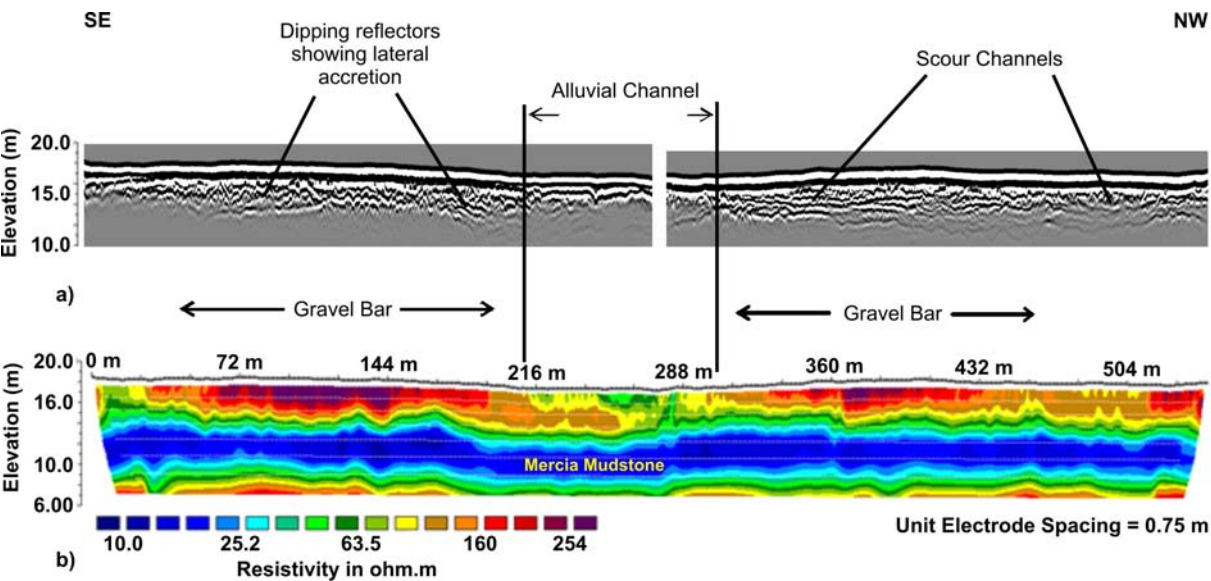 SE
NW
Dipping reflectors
showing lateral
accretion
Alluvial Channel
Scour Channels
Elevation (m)
20.0
15.0
10.0
a)
Gravel Bar
Gravel Bar
0 m 72 m 144 m 216 m 288 m 360 m 432 m 504 m
Elevation (m)
20.0
16.0
10.0
6.00
Mercia Mudstone
10.0 25.2 63.5 160 254
Resistivity in ohm.m
Unit Electrode Spacing = 0.75 m
b)